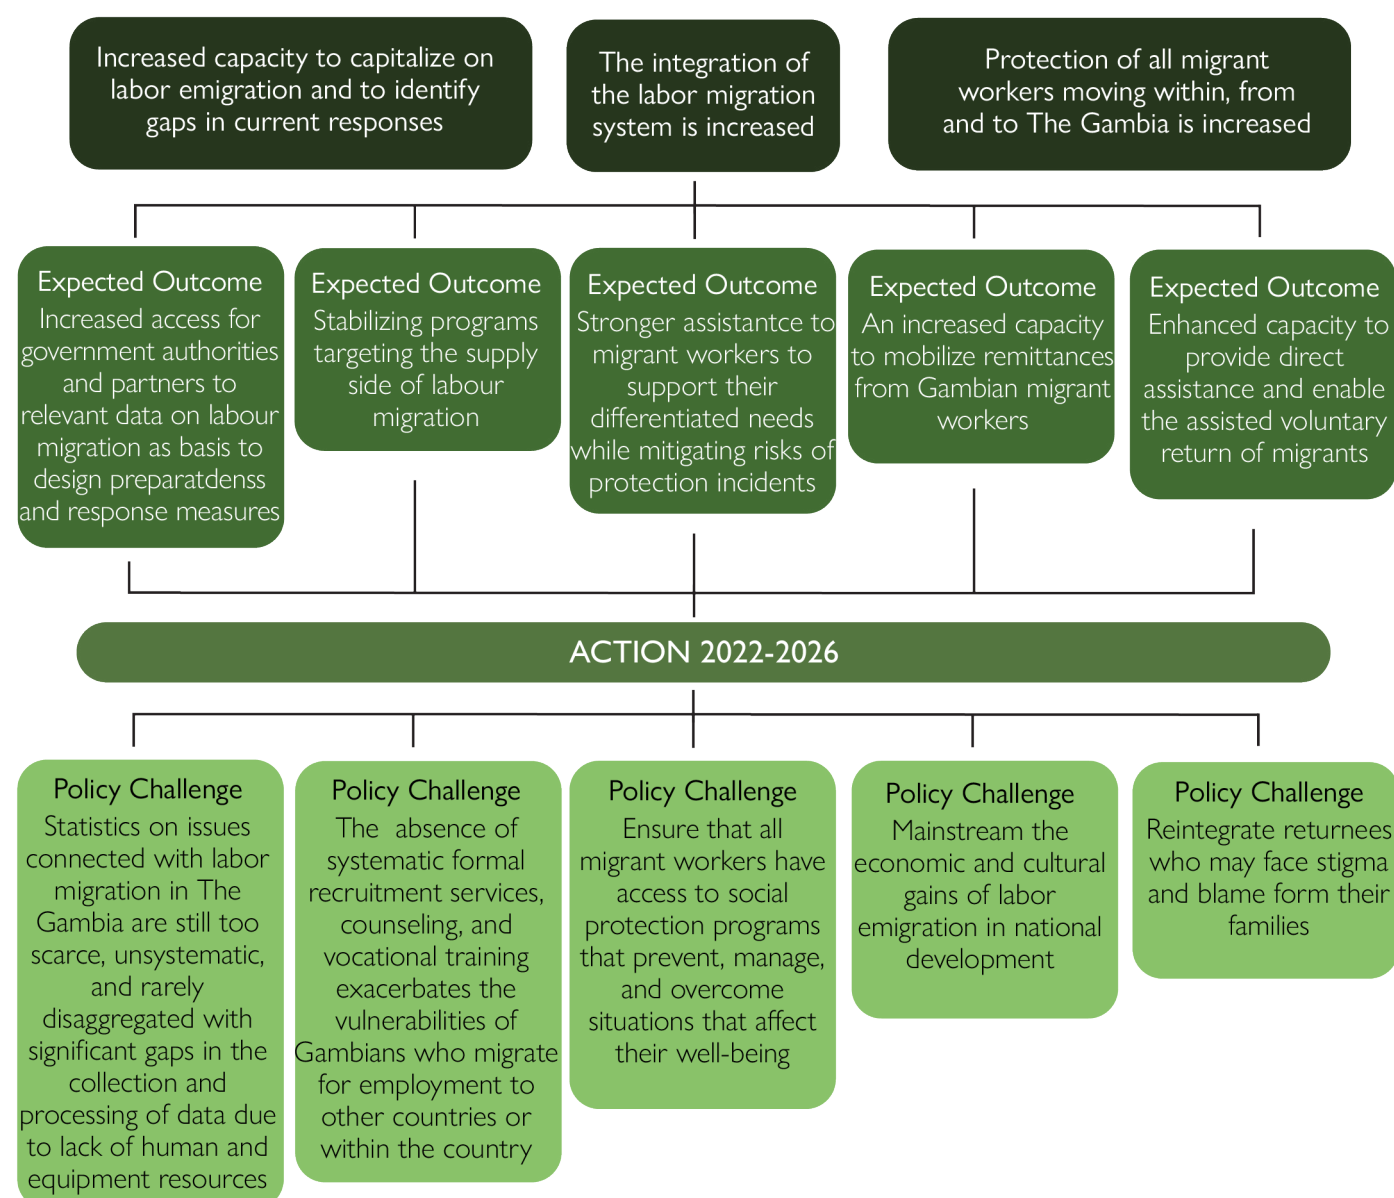 Increased capacity to capitalize on
labor emigration and to identify
gaps in current responses
The integration of
the labor migration
system is increased
Protection of all migrant
workers moving within, from
and to The Gambia is increased
Expected Outcome
Increased access for
government authorities
and partners to
relevant data on labour
migration as basis to
design preparatdenss
and response measures
Expected Outcome
Stabilizing programs
targeting the supply
side of labour
migration
Expected Outcome
Stronger assistantce to
migrant workers to
support their
differentiated needs
while mitigating risks of
protection incidents
Expected Outcome
An increased capacity
to mobilize remittances
from Gambian migrant
workers
Expected Outcome
Enhanced capacity to
provide direct
assistance and enable
the assisted voluntary
return of migrants
ACTION 2022-2026
Policy Challenge
Statistics on issues
connected with labor
migration in The
Gambia are still too
scarce, unsystematic,
and rarely
disaggregated with
significant gaps in the
collection and
processing of data due
to lack of human and
equipment resources
Policy Challenge
The absence of
systematic formal
recruitment services,
counseling, and
vocational training
exacerbates the
vulnerabilities of
Gambians who migrate
for employment to
other countries or
within the country
Policy Challenge
Ensure that all
migrant workers have
access to social
protection programs
that prevent, manage,
and overcome
situations that affect
their well-being
Policy Challenge
Mainstream the
economic and cultural
gains of labor
emigration in national
development
Policy Challenge
Reintegrate returnees
who may face stigma
and blame form their
families